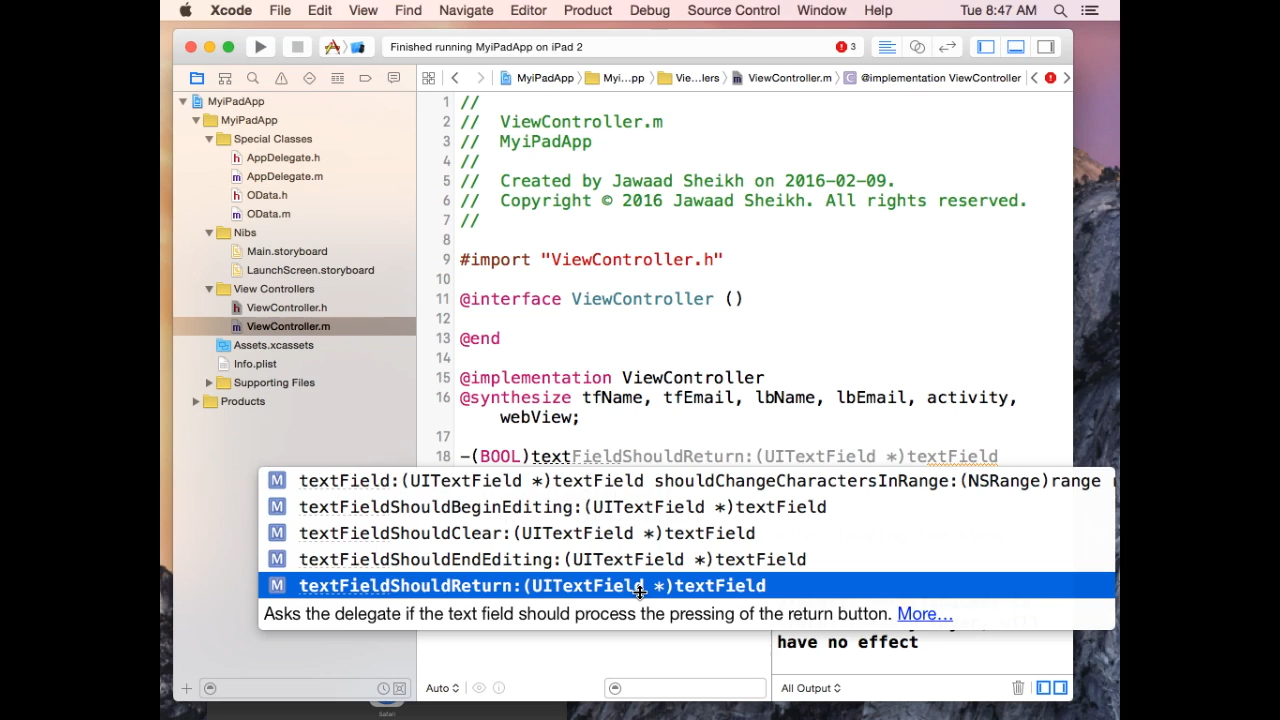 Xcode File Edit View Find Navigate Editor Product Debug Source Control Window Help Tue 8:47 AM
Finished running MyiPadApp on iPad 2 3
MyiPadApp Myi...pp Vie...lers ViewController.m @implementation ViewController
MyiPadApp
MyiPadApp
Special Classes
AppDelegate.h
AppDelegate.m
OData.h
OData.m
Nibs
Main.storyboard
LaunchScreen.storyboard
View Controllers
ViewController.h
ViewController.m
Assets.xcassets
Info.plist
Supporting Files
Products
1 //
2 // ViewController.m
3 // MyiPadApp
4 //
5 // Created by Jawaad Sheikh on 2016-02-09.
6 // Copyright © 2016 Jawaad Sheikh. All rights reserved.
7 //
8
9 #import "ViewController.h"
10
11 @interface ViewController ()
12
13 @end
14
15 @implementation ViewController
16 @synthesize tfName, tfEmail, lbName, lbEmail, activity,
webView;
17
18 -(BOOL)textFieldShouldReturn:(UITextField *)textField
M textField:(UITextField *)textField shouldChangeCharactersInRange:(NSRange)range
M textFieldShouldBeginEditing:(UITextField *)textField
M textFieldShouldClear:(UITextField *)textField
M textFieldShouldEndEditing:(UITextField *)textField
M textFieldShouldReturn:(UITextField *)textField
Asks the delegate if the text field should process the pressing of the return button. More...
have no effect
Auto All Output
Safari